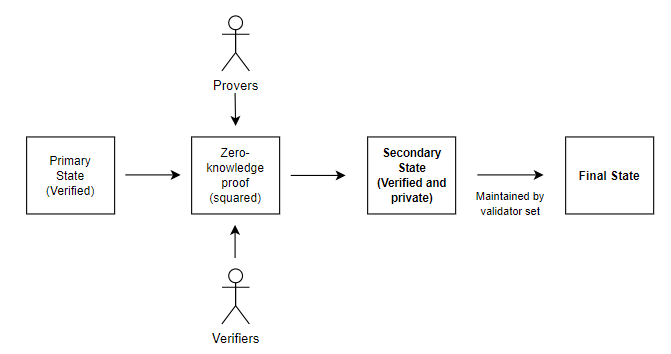 Provers
Primary
State
(Verified)
Zero-
knowledge
proof
(squared)
Secondary
State
(Verified and
private)
Maintained by
validator set
Final State
Verifiers